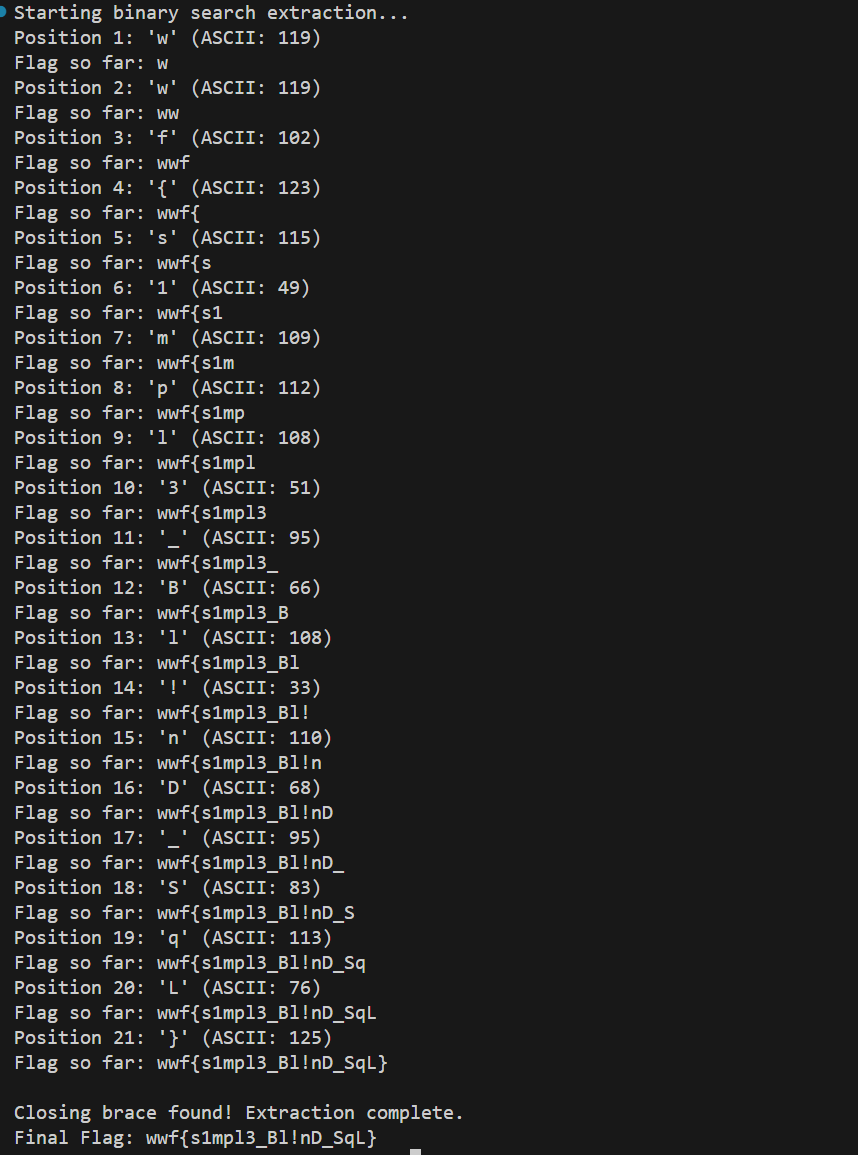 Starting binary search extraction...
Position 1: 'w' (ASCII: 119)
Flag so far: w
Position 2: 'w' (ASCII: 119)
Flag so far: ww
Position 3: 'f' (ASCII: 102)
Flag so far: wwf
Position 4: '{' (ASCII: 123)
Flag so far: wwf{
Position 5: 's' (ASCII: 115)
Flag so far: wwf{s
Position 6: '1' (ASCII: 49)
Flag so far: wwf{s1
Position 7: 'm' (ASCII: 109)
Flag so far: wwf{s1m
Position 8: 'p' (ASCII: 112)
Flag so far: wwf{s1mp
Position 9: 'l' (ASCII: 108)
Flag so far: wwf{s1mpl
Position 10: '3' (ASCII: 51)
Flag so far: wwf{s1mpl3
Position 11: '_' (ASCII: 95)
Flag so far: wwf{s1mpl3_
Position 12: 'B' (ASCII: 66)
Flag so far: wwf{s1mpl3_B
Position 13: 'l' (ASCII: 108)
Flag so far: wwf{s1mpl3_Bl
Position 14: '!' (ASCII: 33)
Flag so far: wwf{s1mpl3_Bl!
Position 15: 'n' (ASCII: 110)
Flag so far: wwf{s1mpl3_Bl!n
Position 16: 'D' (ASCII: 68)
Flag so far: wwf{s1mpl3_Bl!nD
Position 17: '_' (ASCII: 95)
Flag so far: wwf{s1mpl3_Bl!nD_
Position 18: 'S' (ASCII: 83)
Flag so far: wwf{s1mpl3_Bl!nD_S
Position 19: 'q' (ASCII: 113)
Flag so far: wwf{s1mpl3_Bl!nD_Sq
Position 20: 'L' (ASCII: 76)
Flag so far: wwf{s1mpl3_Bl!nD_SqL
Position 21: '}' (ASCII: 125)
Flag so far: wwf{s1mpl3_Bl!nD_SqL}

Closing brace found! Extraction complete.
Final Flag: wwf{s1mpl3_Bl!nD_SqL}